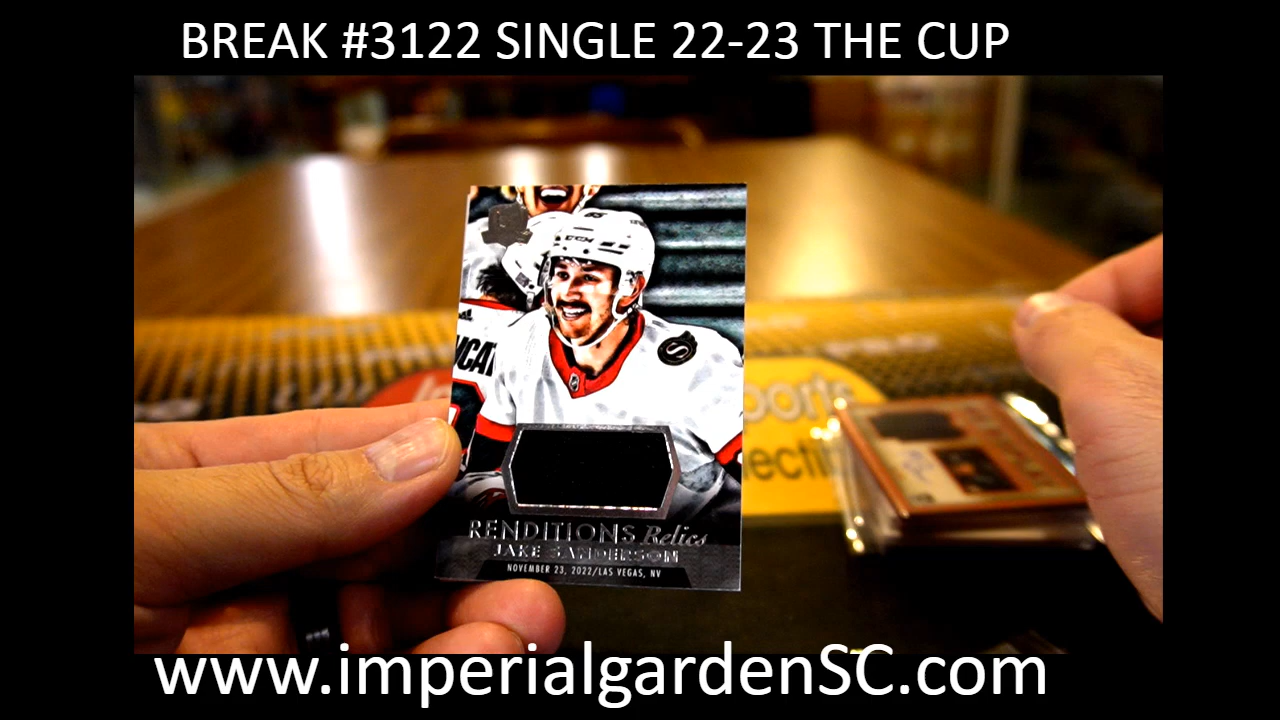 BREAK #3122 SINGLE 22-23 THE CUP
CCM
RENDITIONS Relics
JAKE SANDERSON
NOVEMBER 23, 2022/LAS VEGAS, NV
www.imperialgardenSC.com